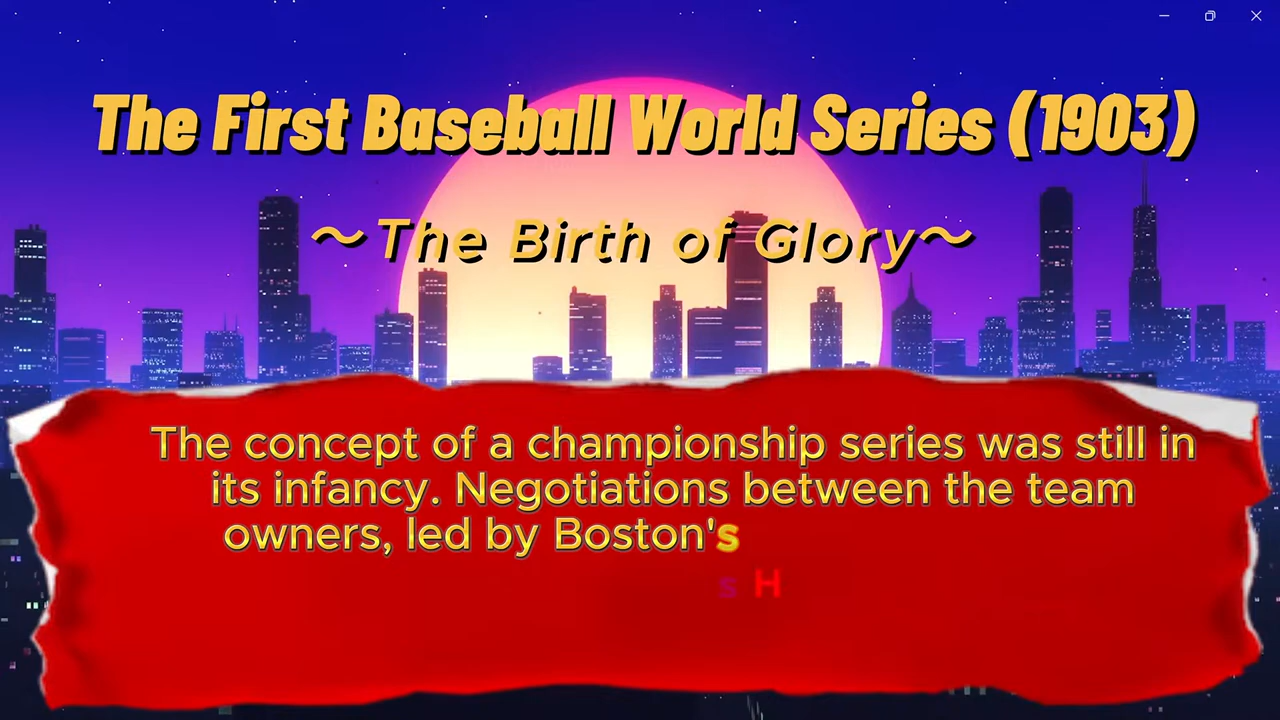 The First Baseball World Series (1903)
～The Birth of Glory～
The concept of a championship series was still in
its infancy. Negotiations between the team
owners, led by Boston's
s H